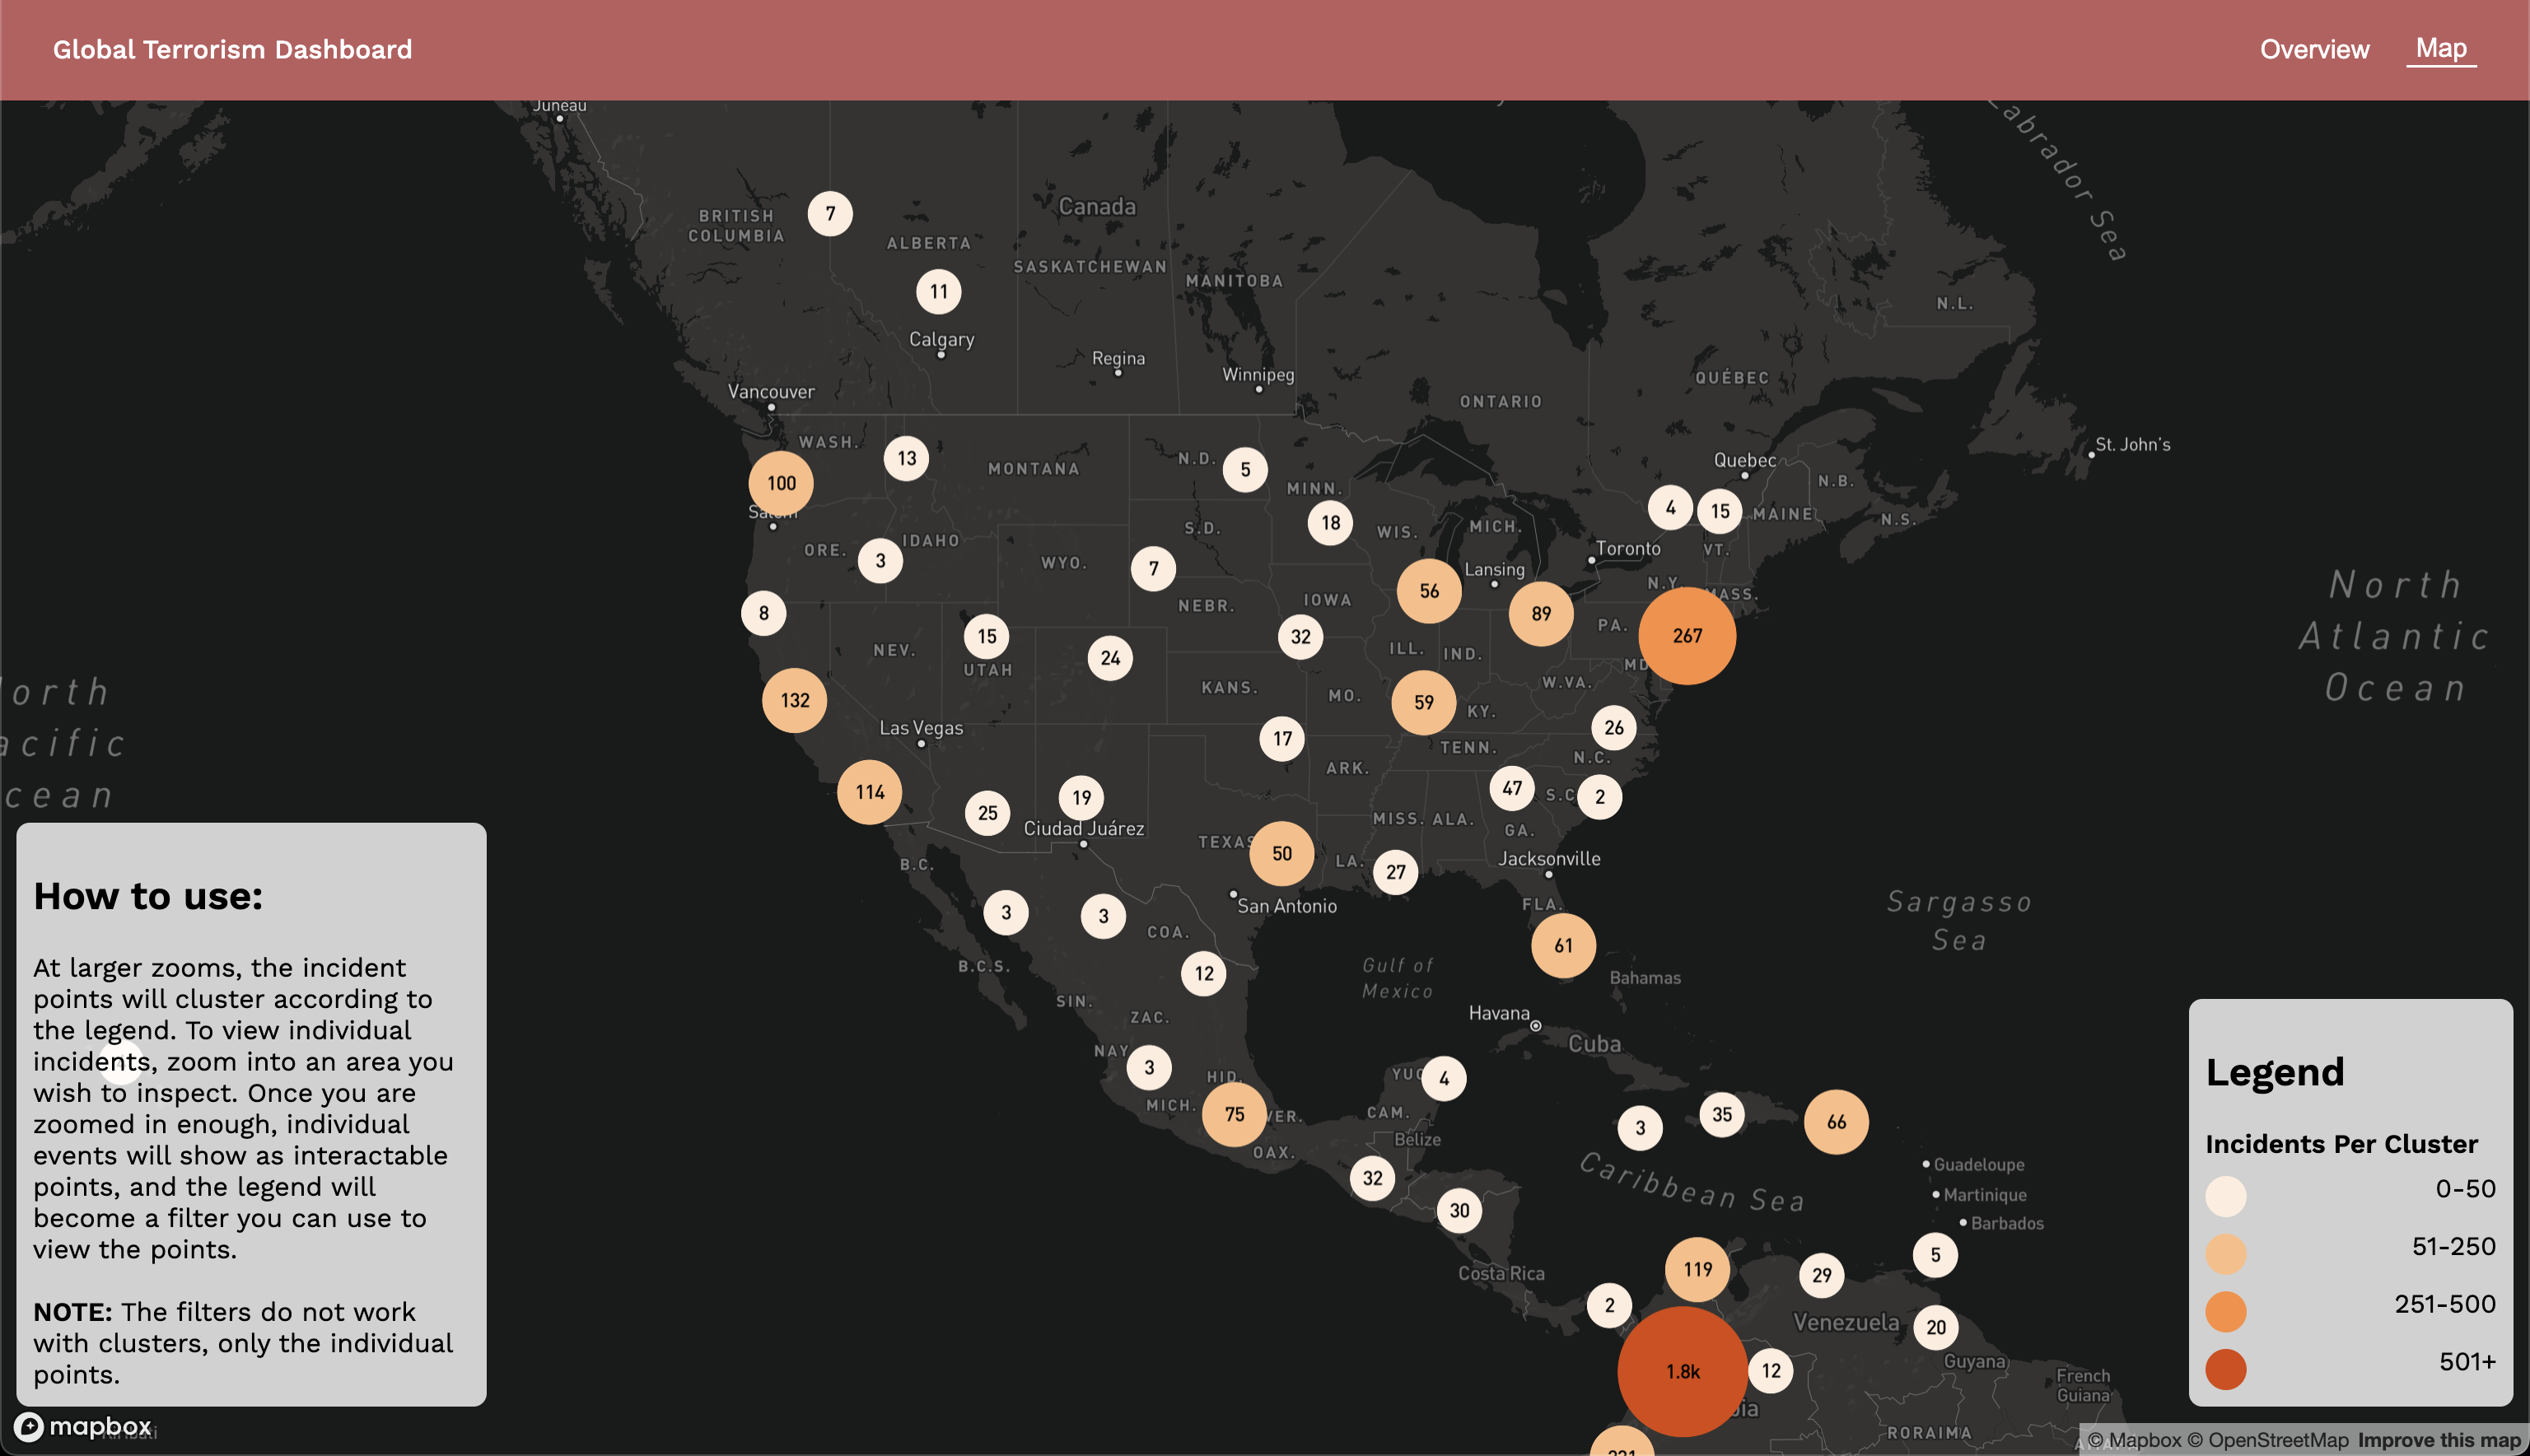 Global Terrorism Dashboard
Overview
Map
Juneau
Labrador Sea
7
BRITISH
COLUMBIA
Canada
ALBERTA
SASKATCHEWAN
MANITOBA
11
N.L.
Calgary
Regina
Winnipeg
QUÉBEC
Vancouver
ONTARIO
WASH.
13
MONTANA
N.D.
5
Quebec
St. John's
100
MINN.
N.B.
4
15
MAINE
N.S.
18
S.D.
WIS.
MICH.
ORE.
IDAHO
3
WYO.
7
Toronto
VT.
Lansing
N.Y.
MASS.
56
NEBR.
IOWA
8
89
PA.
267
North
Atlantic
Ocean
15
32
NEV.
UTAH
24
ILL.
IND.
MD
132
KANS.
MO.
59
KY.
W.VA.
26
Las Vegas
17
TENN.
N.C.
114
ARK.
25
19
47
S.C
2
Ciudad Juárez
MISS.
ALA.
GA.
TEXAS
50
LA.
27
Jacksonville
B.C.
San Antonio
FLA.
3
3
COA.
61
Sargasso
Sea
B.C.S.
12
Gulf of
Mexico
Bahamas
SIN.
ZAC.
Havana
Cuba
NAY
3
HID.
YUC
4
MICH.
75
VER.
CAM.
3
35
66
OAX.
Belize
32
Caribbean Sea
30
Guadeloupe
Martinique
Barbados
Costa Rica
119
29
5
2
Venezuela
20
1.8k
12
Guyana
French
Guiana
RORAIMA
How to use:
At larger zooms, the incident
points will cluster according to
the legend. To view individual
incidents, zoom into an area you
wish to inspect. Once you are
zoomed in enough, individual
events will show as interactable
points, and the legend will
become a filter you can use to
view the points.
NOTE: The filters do not work
with clusters, only the individual
points.
Legend
Incidents Per Cluster
0-50
51-250
251-500
501+
mapbox
© Mapbox © OpenStreetMap Improve this map